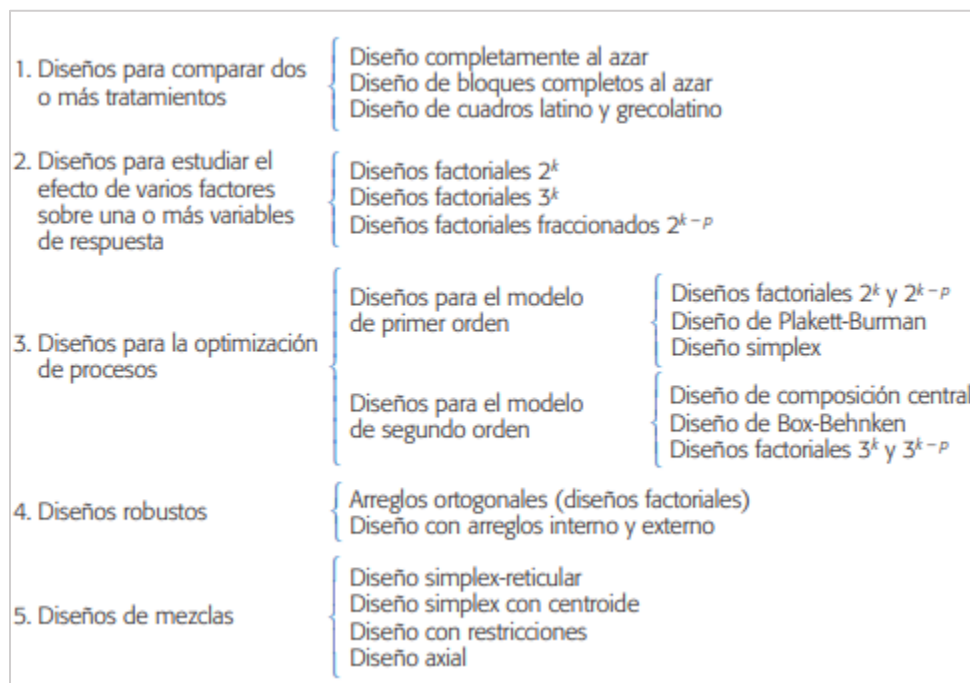 1. Diseños para comparar dos
o más tratamientos
Diseño completamente al azar
Diseño de bloques completos al azar
Diseño de cuadros latino y grecolatino
2. Diseños para estudiar el
efecto de varios factores
sobre una o más variables
de respuesta
Diseños factoriales 2^k
Diseños factoriales 3^k
Diseños factoriales fraccionados 2^{k – p}
3. Diseños para la optimización
de procesos
Diseños para el modelo
de primer orden
Diseños factoriales 2^k y 2^{k – p}
Diseño de Plakett-Burman
Diseño simplex
Diseños para el modelo
de segundo orden
Diseño de composición central
Diseño de Box-Behnken
Diseños factoriales 3^k y 3^{k – p}
4. Diseños robustos
Arreglos ortogonales (diseños factoriales)
Diseño con arreglos interno y externo
5. Diseños de mezclas
Diseño simplex-reticular
Diseño simplex con centroide
Diseño con restricciones
Diseño axial